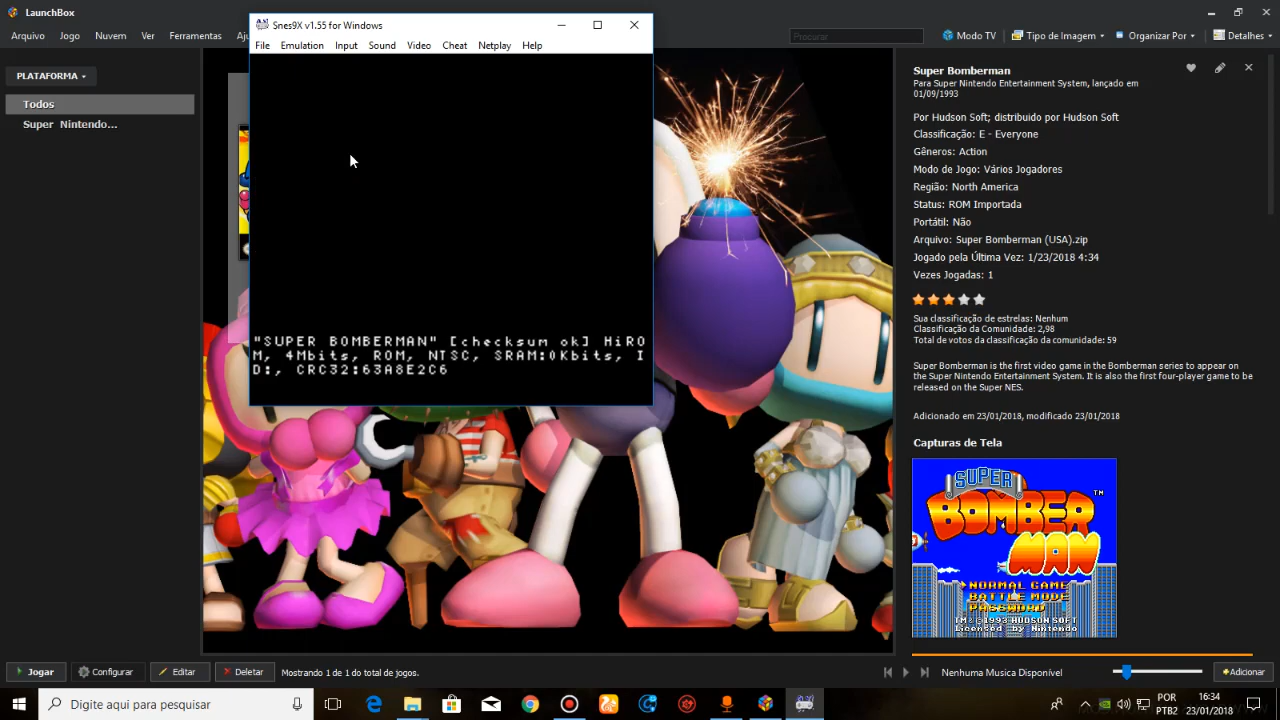 LaunchBox
Arquivo Jogo Nuvem Ver Ferramentas Aju
Procurar
Modo TV Tipo de Imagem Organizar Por Detalhes
PLATAFORMA
Todos
Super Nintendo...
Snes9X v1.55 for Windows
File Emulation Input Sound Video Cheat Netplay Help
"SUPER BOMBERMAN" [checksum ok] HiRO
M, 4Mbits, ROM, NTSC, SRAM:0Kbits, I
D:, CRC32:63A8E2C6
Super Bomberman
Para Super Nintendo Entertainment System, lançado em
01/09/1993
Por Hudson Soft; distribuido por Hudson Soft
Classificação: E - Everyone
Gêneros: Action
Modo de Jogo: Vários Jogadores
Região: North America
Status: ROM Importada
Portátil: Não
Arquivo: Super Bomberman (USA).zip
Jogado pela Última Vez: 1/23/2018 4:34
Vezes Jogadas: 1
Sua classificação de estrelas: Nenhum
Classificação da Comunidade: 2,98
Total de votos da classificação da comunidade: 59
Super Bomberman is the first video game in the Bomberman series to appear on
the Super Nintendo Entertainment System. It is also the first four-player game to be
released on the Super NES.
Adicionado em 23/01/2018, modificado 23/01/2018
Capturas de Tela
SUPER
BOMBER
MAN
TM
NORMAL GAME
BATTLE MODE
PASSWORD
TM & ©1993 HUDSON SOFT
Licensed by Nintendo
Jogar Configurar Editar Deletar Mostrando 1 de 1 do total de jogos.
Nenhuma Musica Disponível
Adicionar
Digite aqui para pesquisar
POR
PTB2
16:34
23/01/2018